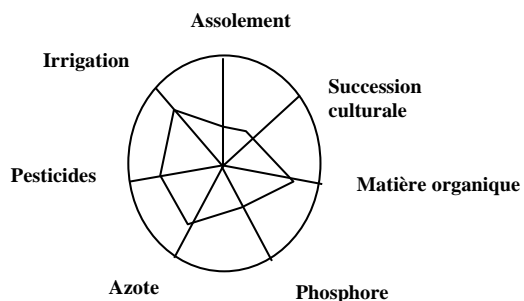 Assolement
Irrigation
Succession
culturale
Pesticides
Matière organique
Azote
Phosphore